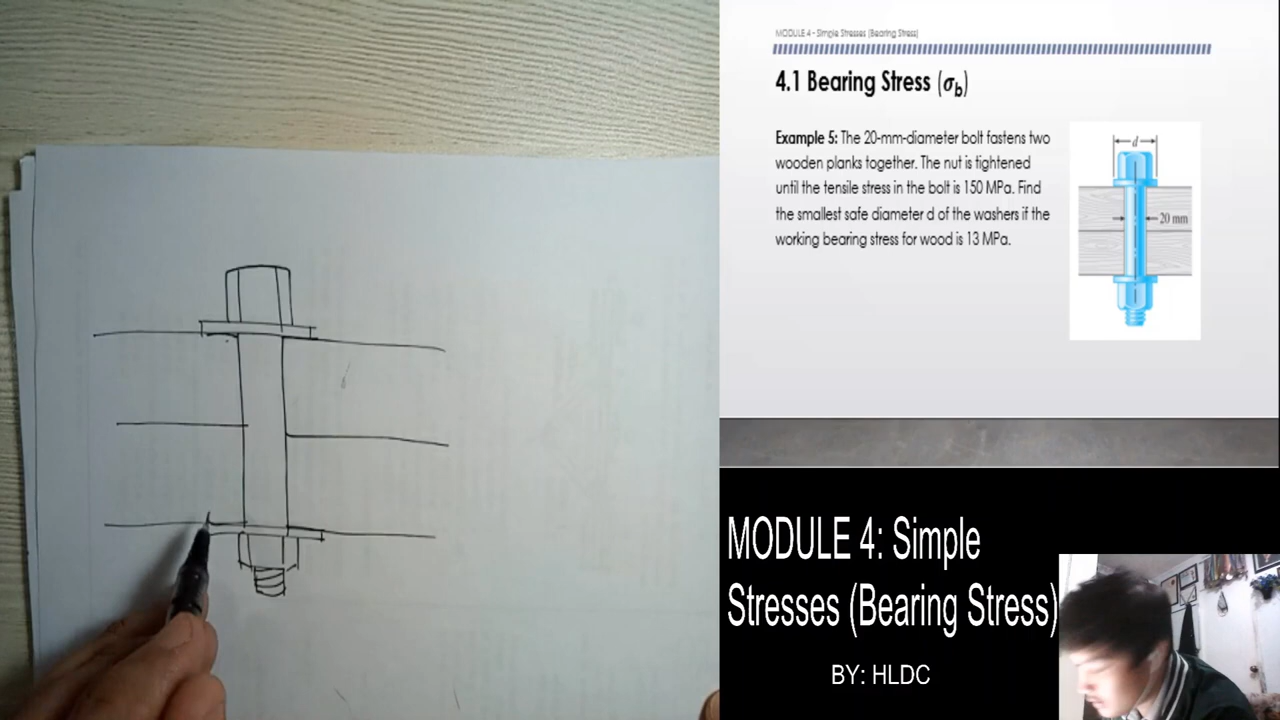 MODULE 4 - Simple Stresses (Bearing Stress)
4.1 Bearing Stress (σb)
Example 5: The 20-mm-diameter bolt fastens two
wooden planks together. The nut is tightened
until the tensile stress in the bolt is 150 MPa. Find
the smallest safe diameter d of the washers if the
working bearing stress for wood is 13 MPa.
d
20 mm
MODULE 4: Simple
Stresses (Bearing Stress)
BY: HLDC